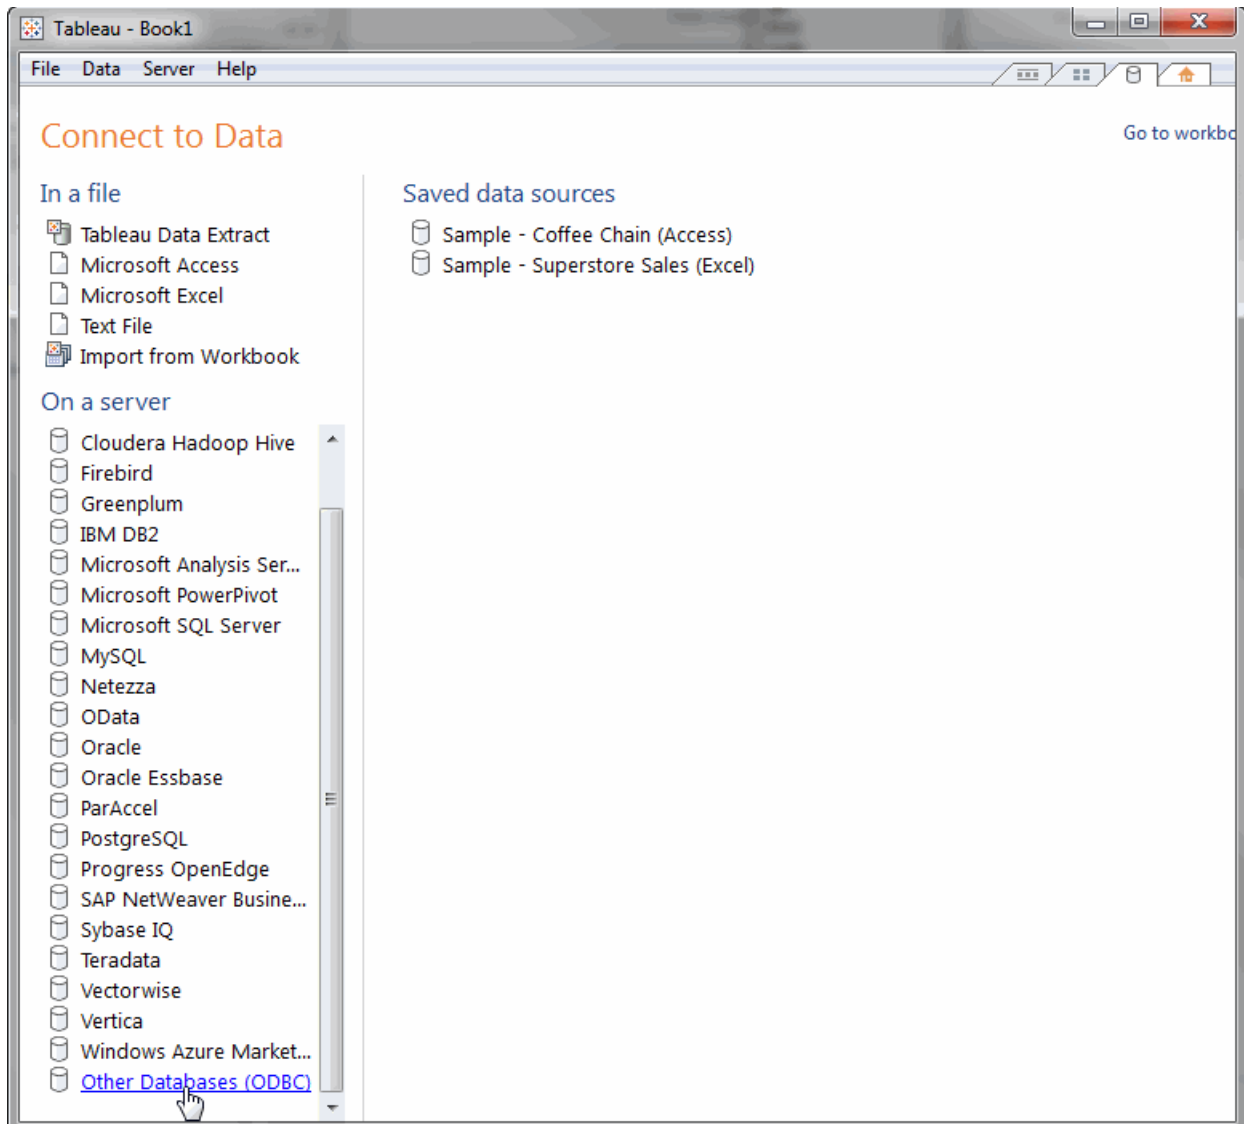 Tableau - Book1
File Data Server Help
Connect to Data
Go to workbo
In a file
Tableau Data Extract
Microsoft Access
Microsoft Excel
Text File
Import from Workbook
On a server
Cloudera Hadoop Hive
Firebird
Greenplum
IBM DB2
Microsoft Analysis Ser...
Microsoft PowerPivot
Microsoft SQL Server
MySQL
Netezza
OData
Oracle
Oracle Essbase
ParAccel
PostgreSQL
Progress OpenEdge
SAP NetWeaver Busine...
Sybase IQ
Teradata
Vectorwise
Vertica
Windows Azure Market...
Other Databases (ODBC)
Saved data sources
Sample - Coffee Chain (Access)
Sample - Superstore Sales (Excel)